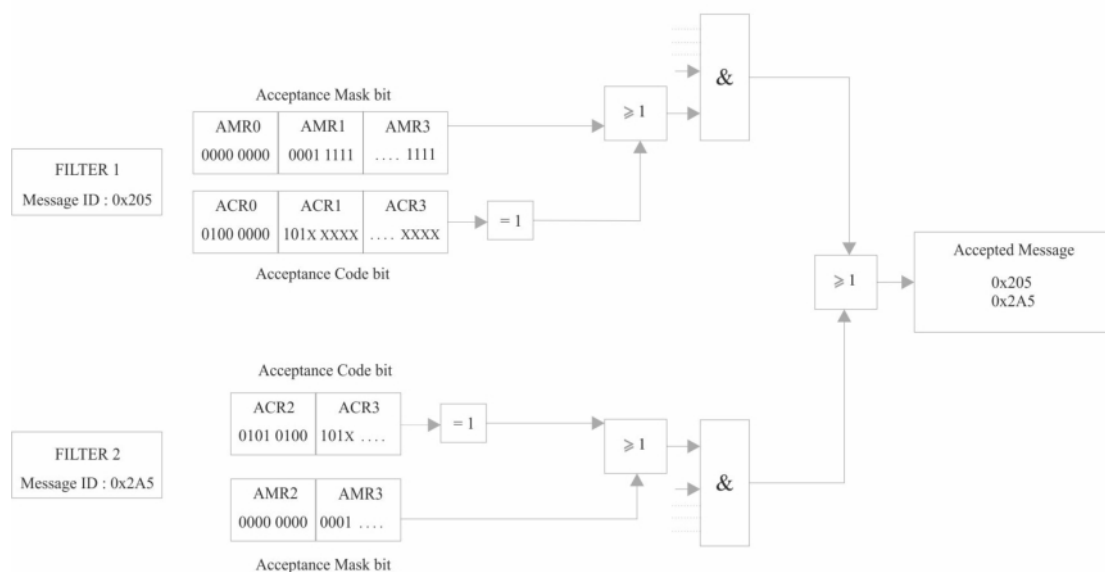 &
Acceptance Mask bit
AMR0 AMR1 AMR3
0000 0000 0001 1111 .... 1111
⩾ 1
FILTER 1
Message ID : 0x205
ACR0 ACR1 ACR3
0100 0000 101X XXXX .... XXXX
= 1
Acceptance Code bit
⩾ 1
Accepted Message
0x205
0x2A5
Acceptance Code bit
ACR2 ACR3
0101 0100 101X ....
= 1
⩾ 1
FILTER 2
Message ID : 0x2A5
AMR2 AMR3
0000 0000 0001 ....
&
Acceptance Mask bit